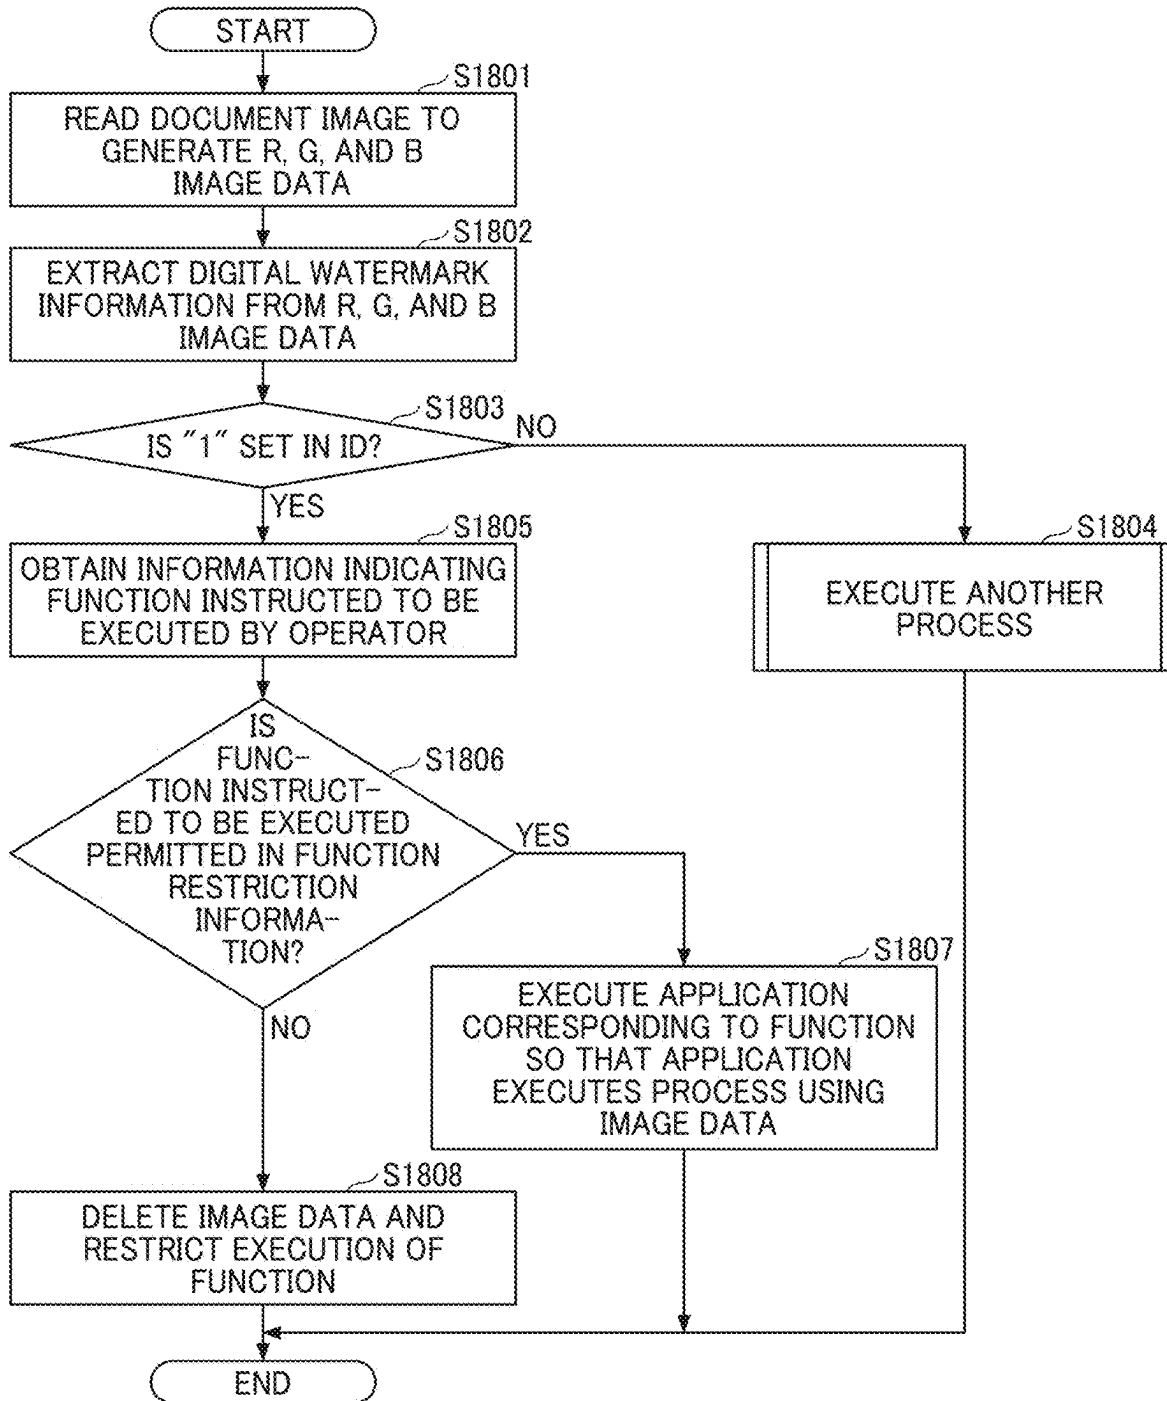 START
S1801
READ DOCUMENT IMAGE TO
GENERATE R, G, AND B
IMAGE DATA
S1802
EXTRACT DIGITAL WATERMARK
INFORMATION FROM R, G, AND B
IMAGE DATA
S1803
IS "1" SET IN ID?
NO
YES
S1805
OBTAIN INFORMATION INDICATING
FUNCTION INSTRUCTED TO BE
EXECUTED BY OPERATOR
S1804
EXECUTE ANOTHER
PROCESS
S1806
IS
FUNC-
TION INSTRUCT-
ED TO BE EXECUTED
PERMITTED IN FUNCTION
RESTRICTION
INFORMA-
TION?
YES
NO
S1807
EXECUTE APPLICATION
CORRESPONDING TO FUNCTION
SO THAT APPLICATION
EXECUTES PROCESS USING
IMAGE DATA
S1808
DELETE IMAGE DATA AND
RESTRICT EXECUTION OF
FUNCTION
END